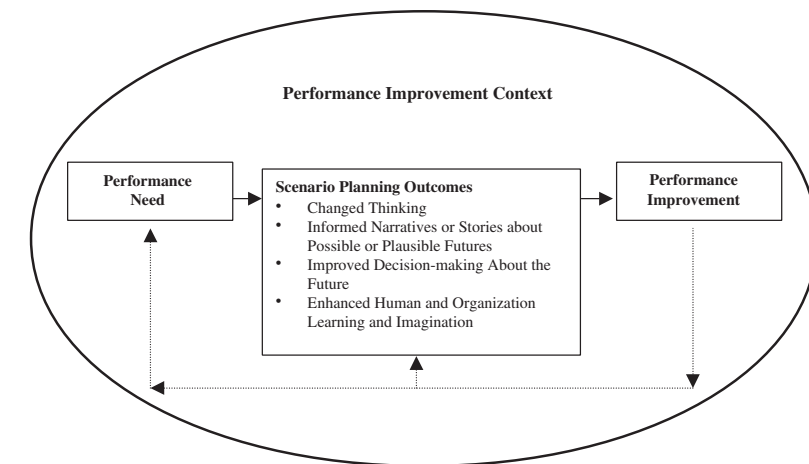 Performance Improvement Context
Performance
Need
Scenario Planning Outcomes
• Changed Thinking
• Informed Narratives or Stories about
Possible or Plausible Futures
• Improved Decision-making About the
Future
• Enhanced Human and Organization
Learning and Imagination
Performance
Improvement